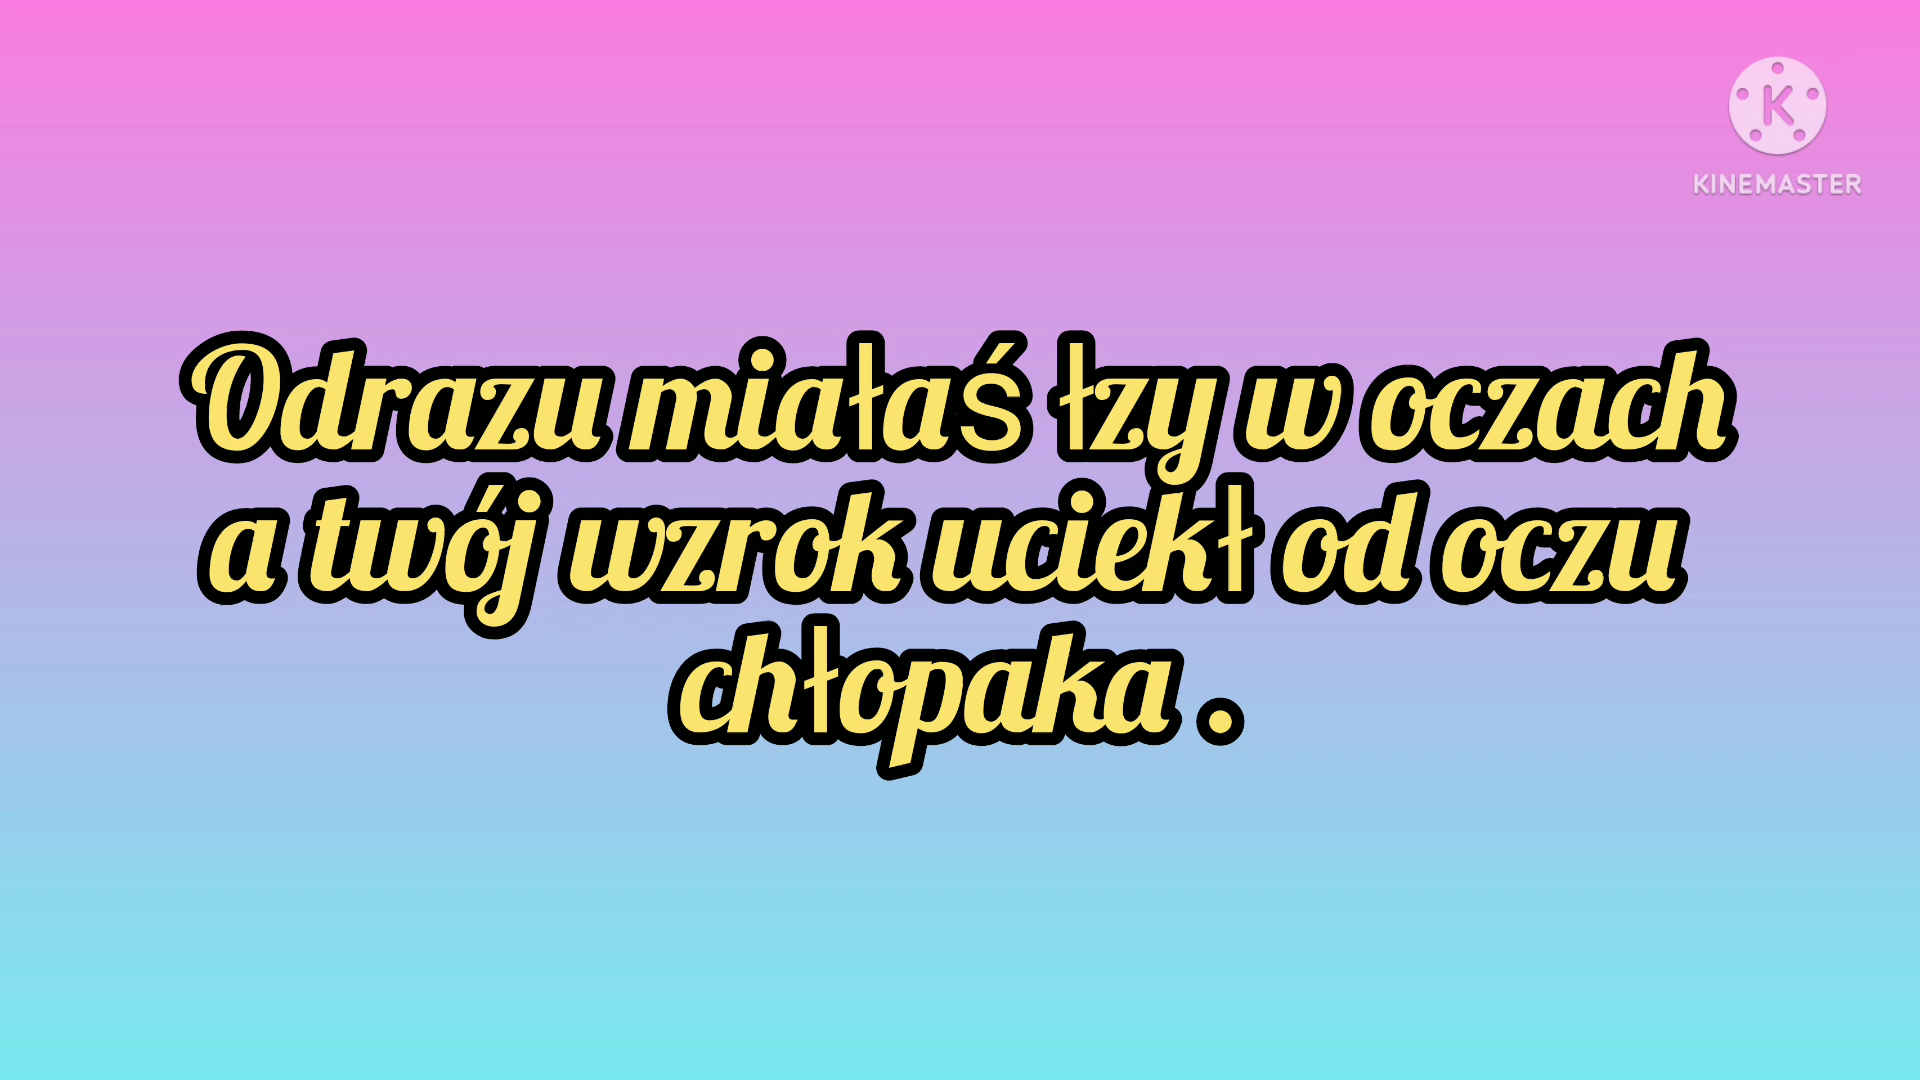 KINEMASTER
Odrazu miałaś łzy w oczach
a twój wzrok uciekł od oczu
chłopaka .